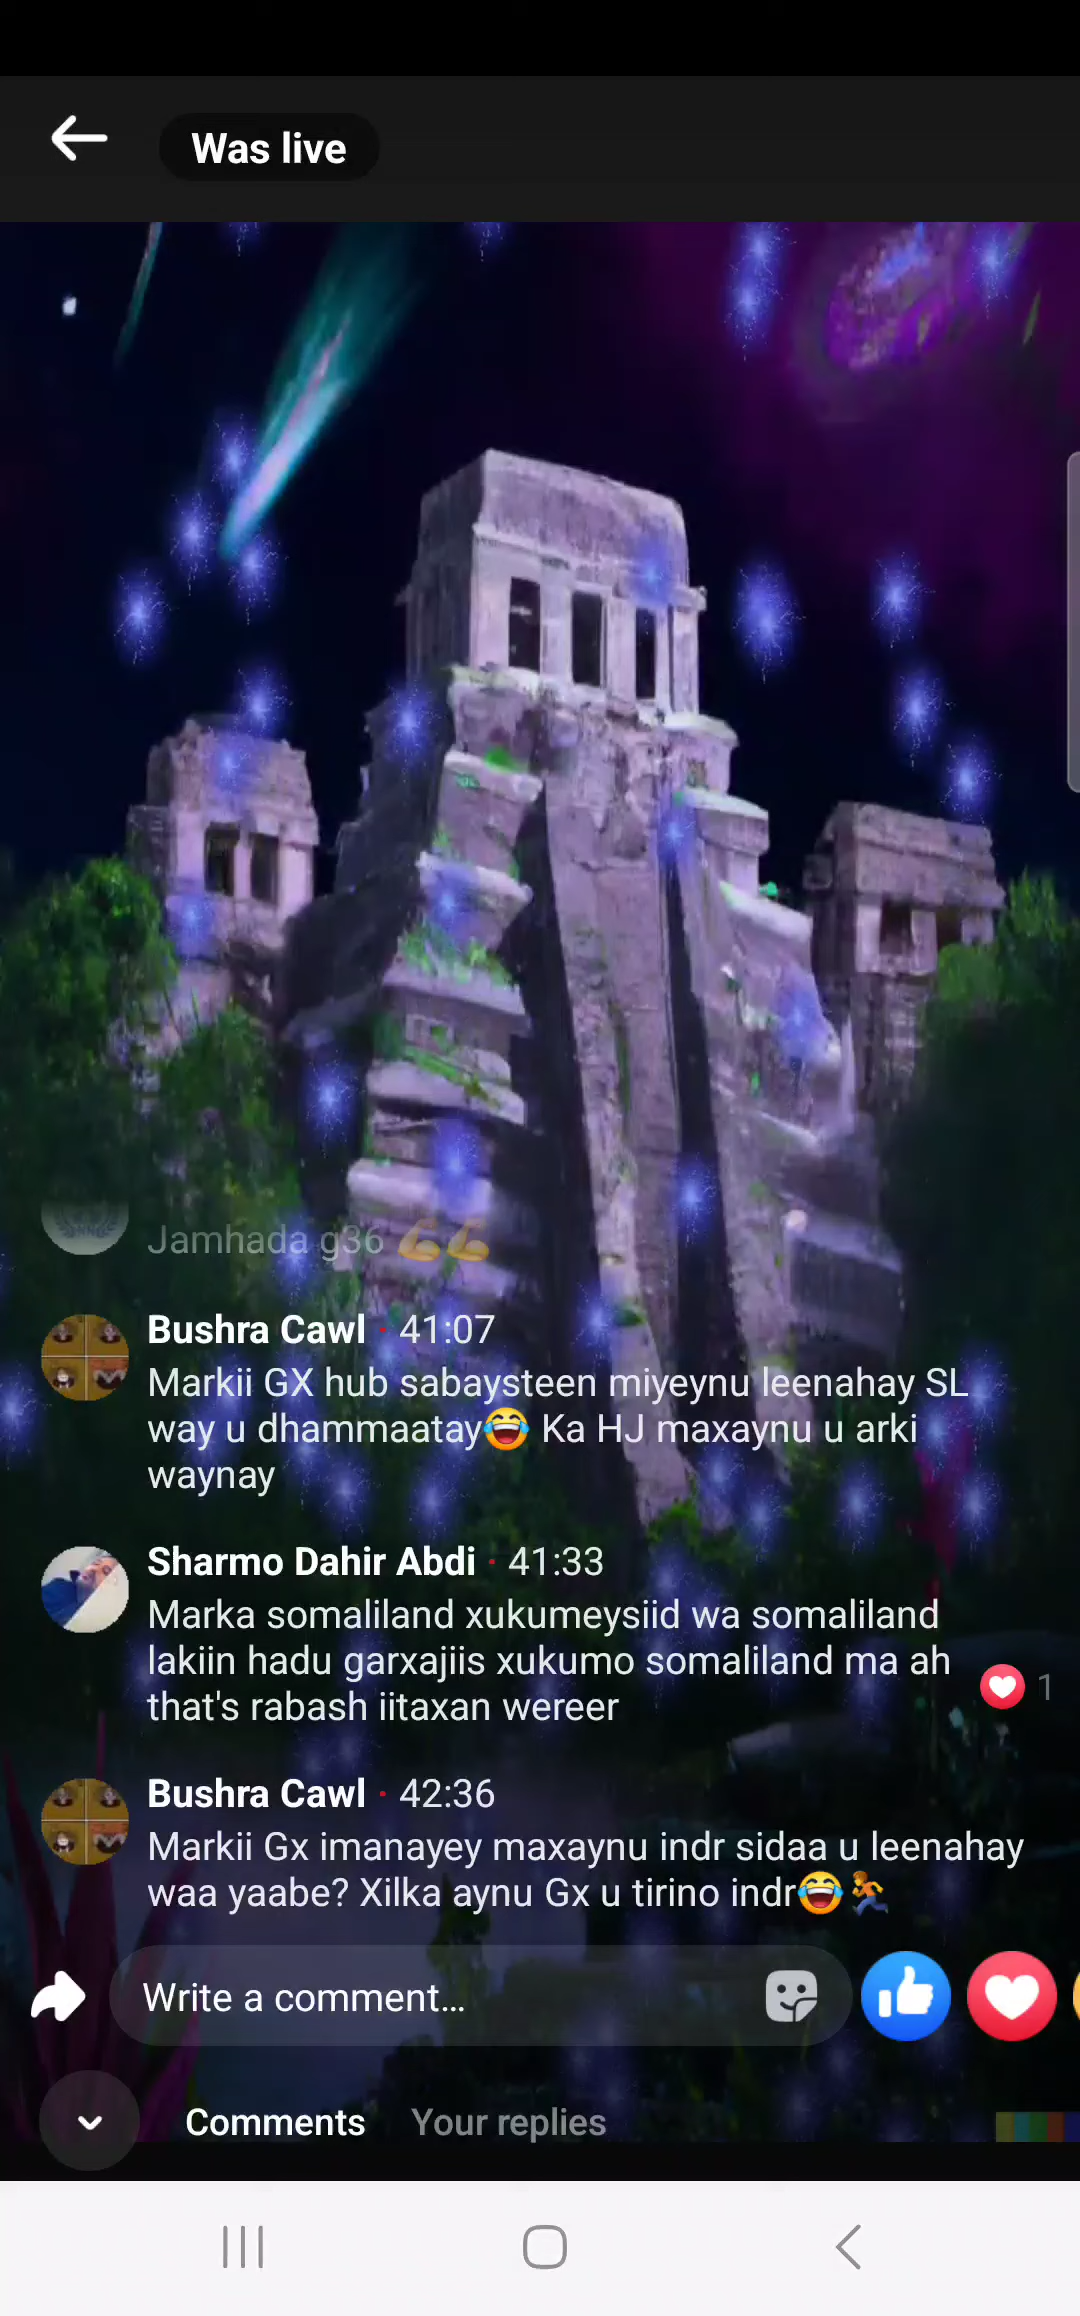 Was live
Jamhada g36 💪💪
Bushra Cawl · 41:07
Markii GX hub sabaysteen miyeynu leenahay SL
way u dhammaatay😂 Ka HJ maxaynu u arki
waynay
Sharmo Dahir Abdi · 41:33
Marka somaliland xukumeysiid wa somaliland
lakiin hadu garxajiis xukumo somaliland ma ah
that's rabash iitaxan wereer
1
Bushra Cawl · 42:36
Markii Gx imanayey maxaynu indr sidaa u leenahay
waa yaabe? Xilka aynu Gx u tirino indr😂🏃
Write a comment...
Comments Your replies